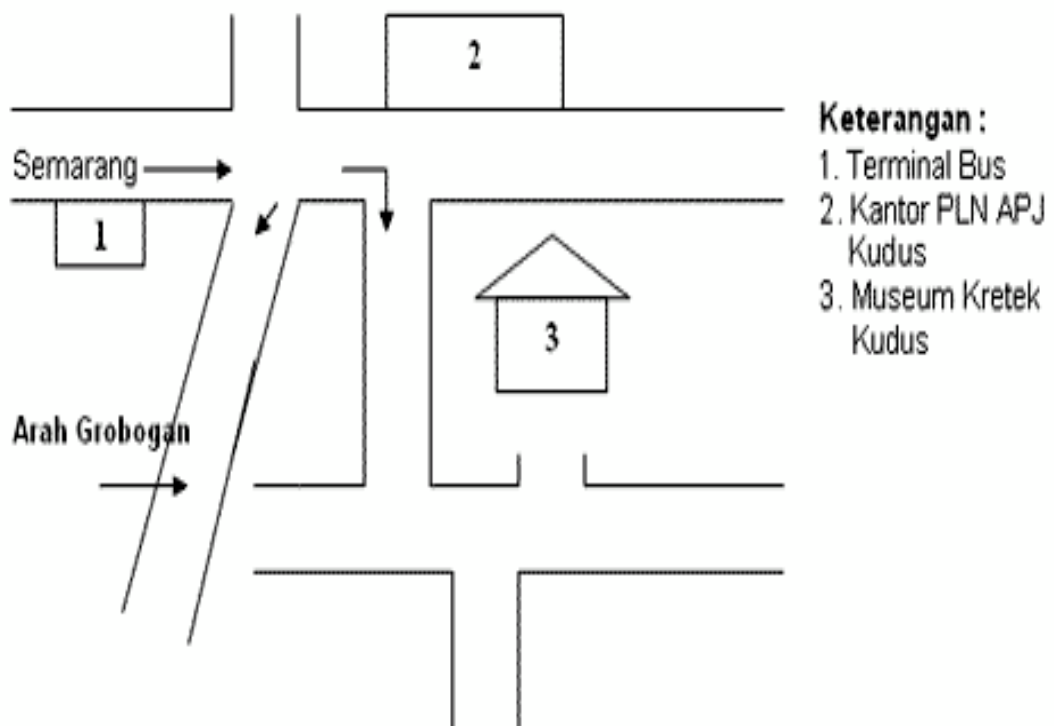 2
Semarang
1
3
Arah Grobogan
Keterangan :
1. Terminal Bus
2. Kantor PLN APJ
Kudus
3. Museum Kretek
Kudus